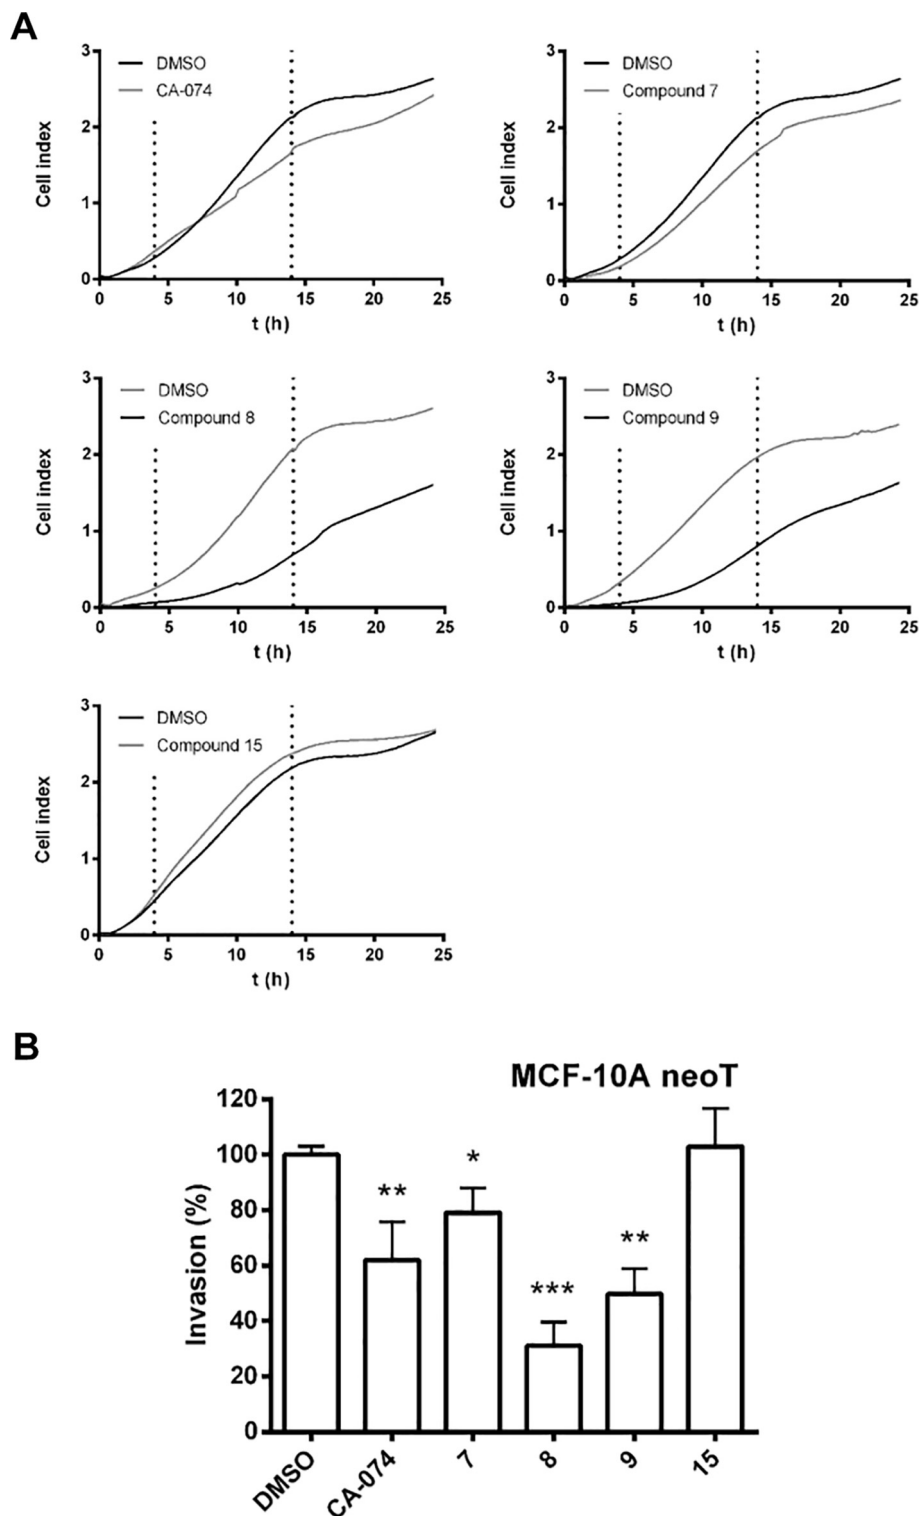 A
3
2
1
0
Cell index
DMSO
CA-074
0 5 10 15 20 25
t (h)
3
2
1
0
Cell index
DMSO
Compound 7
0 5 10 15 20 25
t (h)
3
2
1
0
Cell index
DMSO
Compound 8
0 5 10 15 20 25
t (h)
3
2
1
0
Cell index
DMSO
Compound 9
0 5 10 15 20 25
t (h)
3
2
1
0
Cell index
DMSO
Compound 15
0 5 10 15 20 25
t (h)
B
MCF-10A neoT
120
100
80
60
40
20
0
Invasion (%)
**
*
***
**
DMSO
CA-074
7
8
9
15